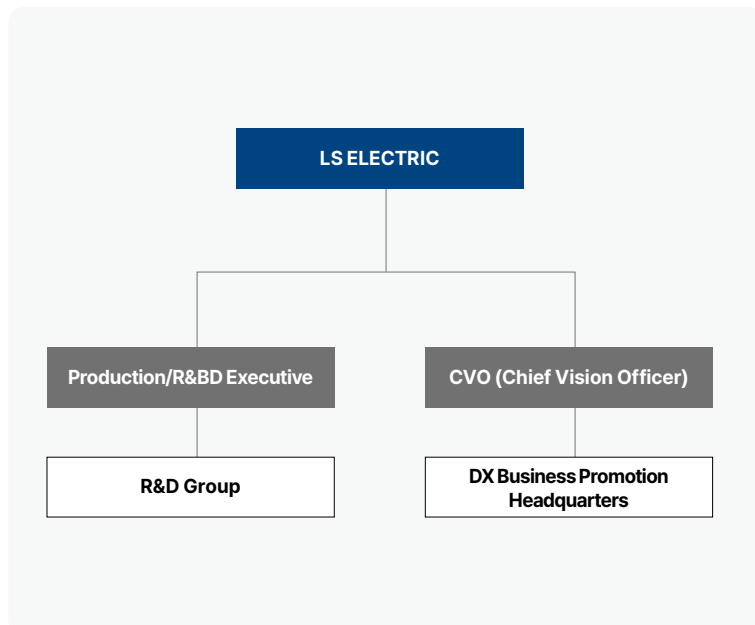 LS ELECTRIC
Production/R&BD Executive
CVO (Chief Vision Officer)
R&D Group
DX Business Promotion
Headquarters